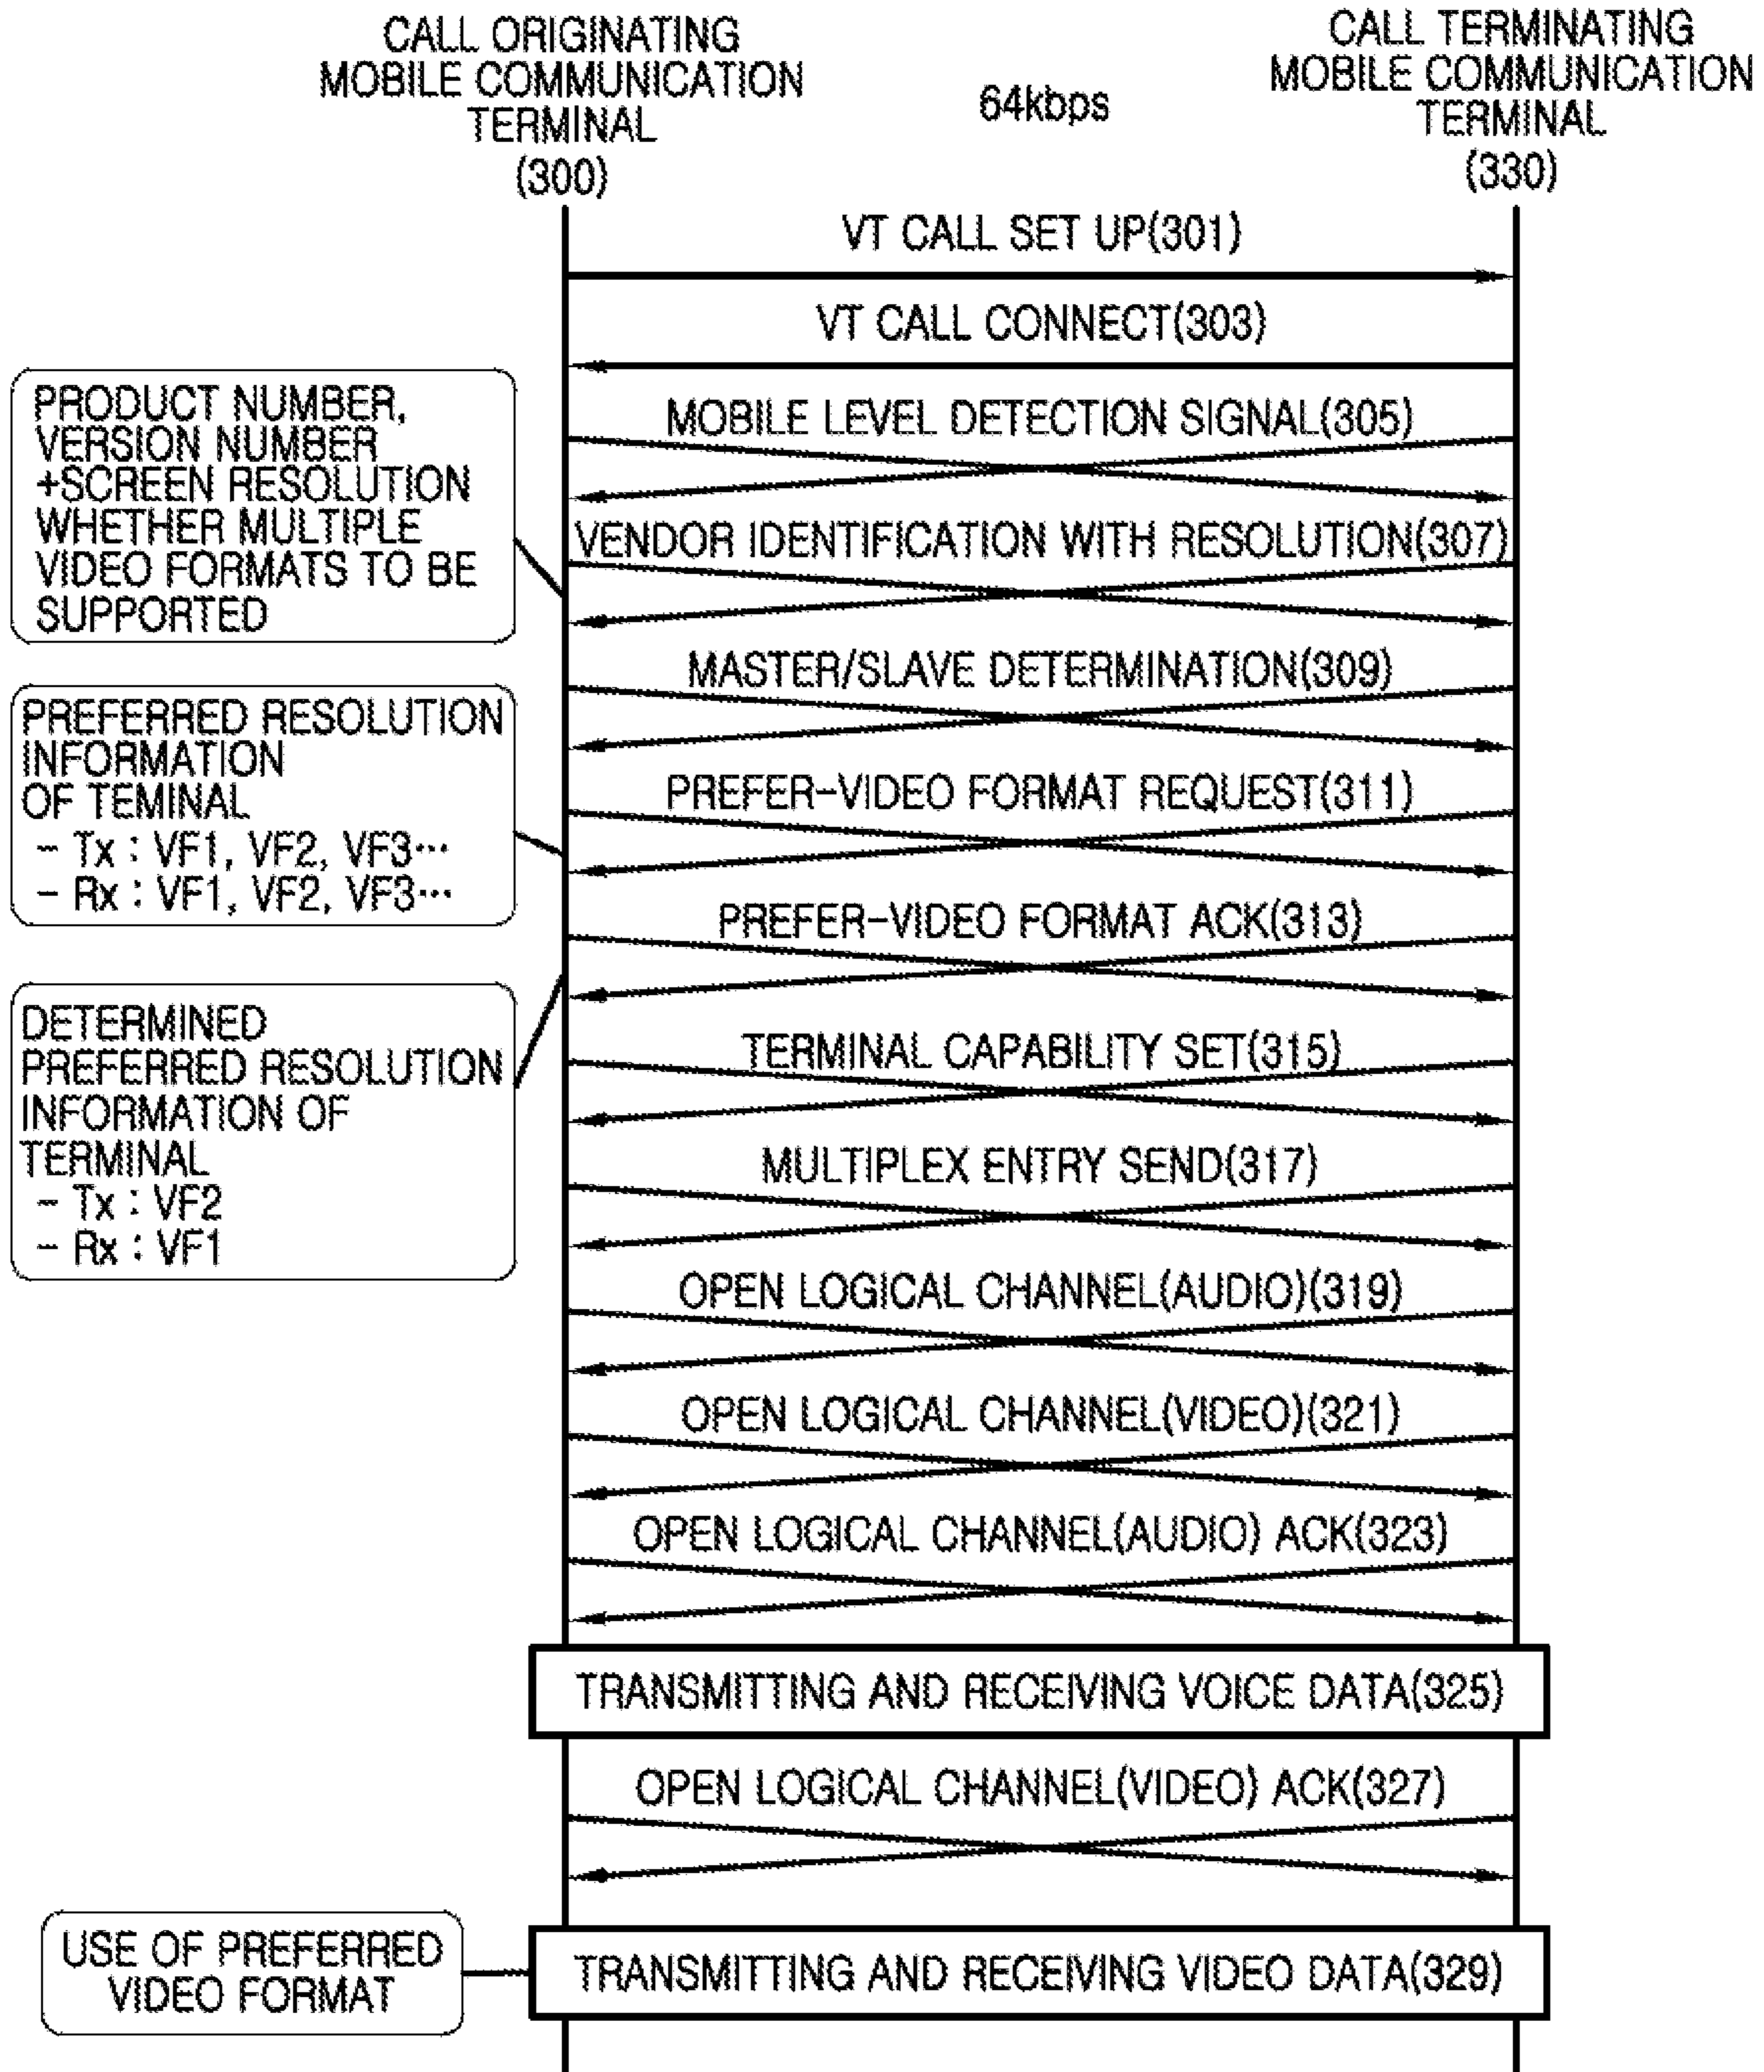 CALL ORIGINATING
MOBILE COMMUNICATION
TERMINAL
(300)
64kbps
CALL TERMINATING
MOBILE COMMUNICATION
TERMINAL
(330)
VT CALL SET UP(301)
VT CALL CONNECT(303)
PRODUCT NUMBER,
VERSION NUMBER
+SCREEN RESOLUTION
WHETHER MULTIPLE
VIDEO FORMATS TO BE
SUPPORTED
MOBILE LEVEL DETECTION SIGNAL(305)
VENDOR IDENTIFICATION WITH RESOLUTION(307)
MASTER/SLAVE DETERMINATION(309)
PREFERRED RESOLUTION
INFORMATION
OF TEMINAL
- Tx : VF1, VF2, VF3···
- Rx : VF1, VF2, VF3···
PREFER-VIDEO FORMAT REQUEST(311)
PREFER-VIDEO FORMAT ACK(313)
DETERMINED
PREFERRED RESOLUTION
INFORMATION OF
TERMINAL
- Tx : VF2
- Rx : VF1
TERMINAL CAPABILITY SET(315)
MULTIPLEX ENTRY SEND(317)
OPEN LOGICAL CHANNEL(AUDIO)(319)
OPEN LOGICAL CHANNEL(VIDEO)(321)
OPEN LOGICAL CHANNEL(AUDIO) ACK(323)
TRANSMITTING AND RECEIVING VOICE DATA(325)
OPEN LOGICAL CHANNEL(VIDEO) ACK(327)
USE OF PREFERRED
VIDEO FORMAT
TRANSMITTING AND RECEIVING VIDEO DATA(329)